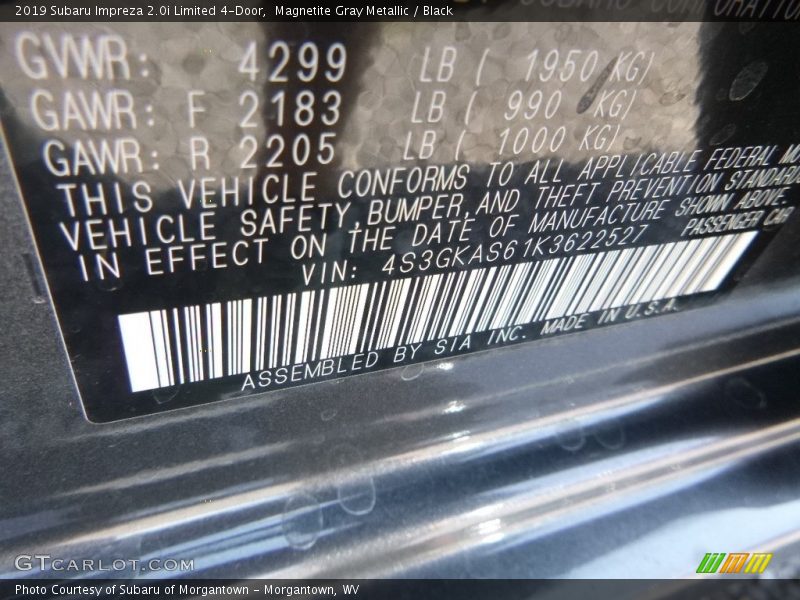 2019 Subaru Impreza 2.0i Limited 4-Door, Magnetite Gray Metallic / Black
CORPORATION
GVWR: 4299 LB ( 1950 KG)
GAWR: F 2183 LB ( 990 KG)
GAWR: R 2205 LB ( 1000 KG)
THIS VEHICLE CONFORMS TO ALL APPLICABLE FEDERAL
VEHICLE SAFETY, BUMPER, AND THEFT PREVENTION STANDARD
IN EFFECT ON THE DATE OF MANUFACTURE SHOWN ABOVE.
VIN: 4S3GKAS61K3622527 PASSENGER CAR
ASSEMBLED BY SIA INC. MADE IN U.S.A.
GTCARLOT.COM
Photo Courtesy of Subaru of Morgantown - Morgantown, WV